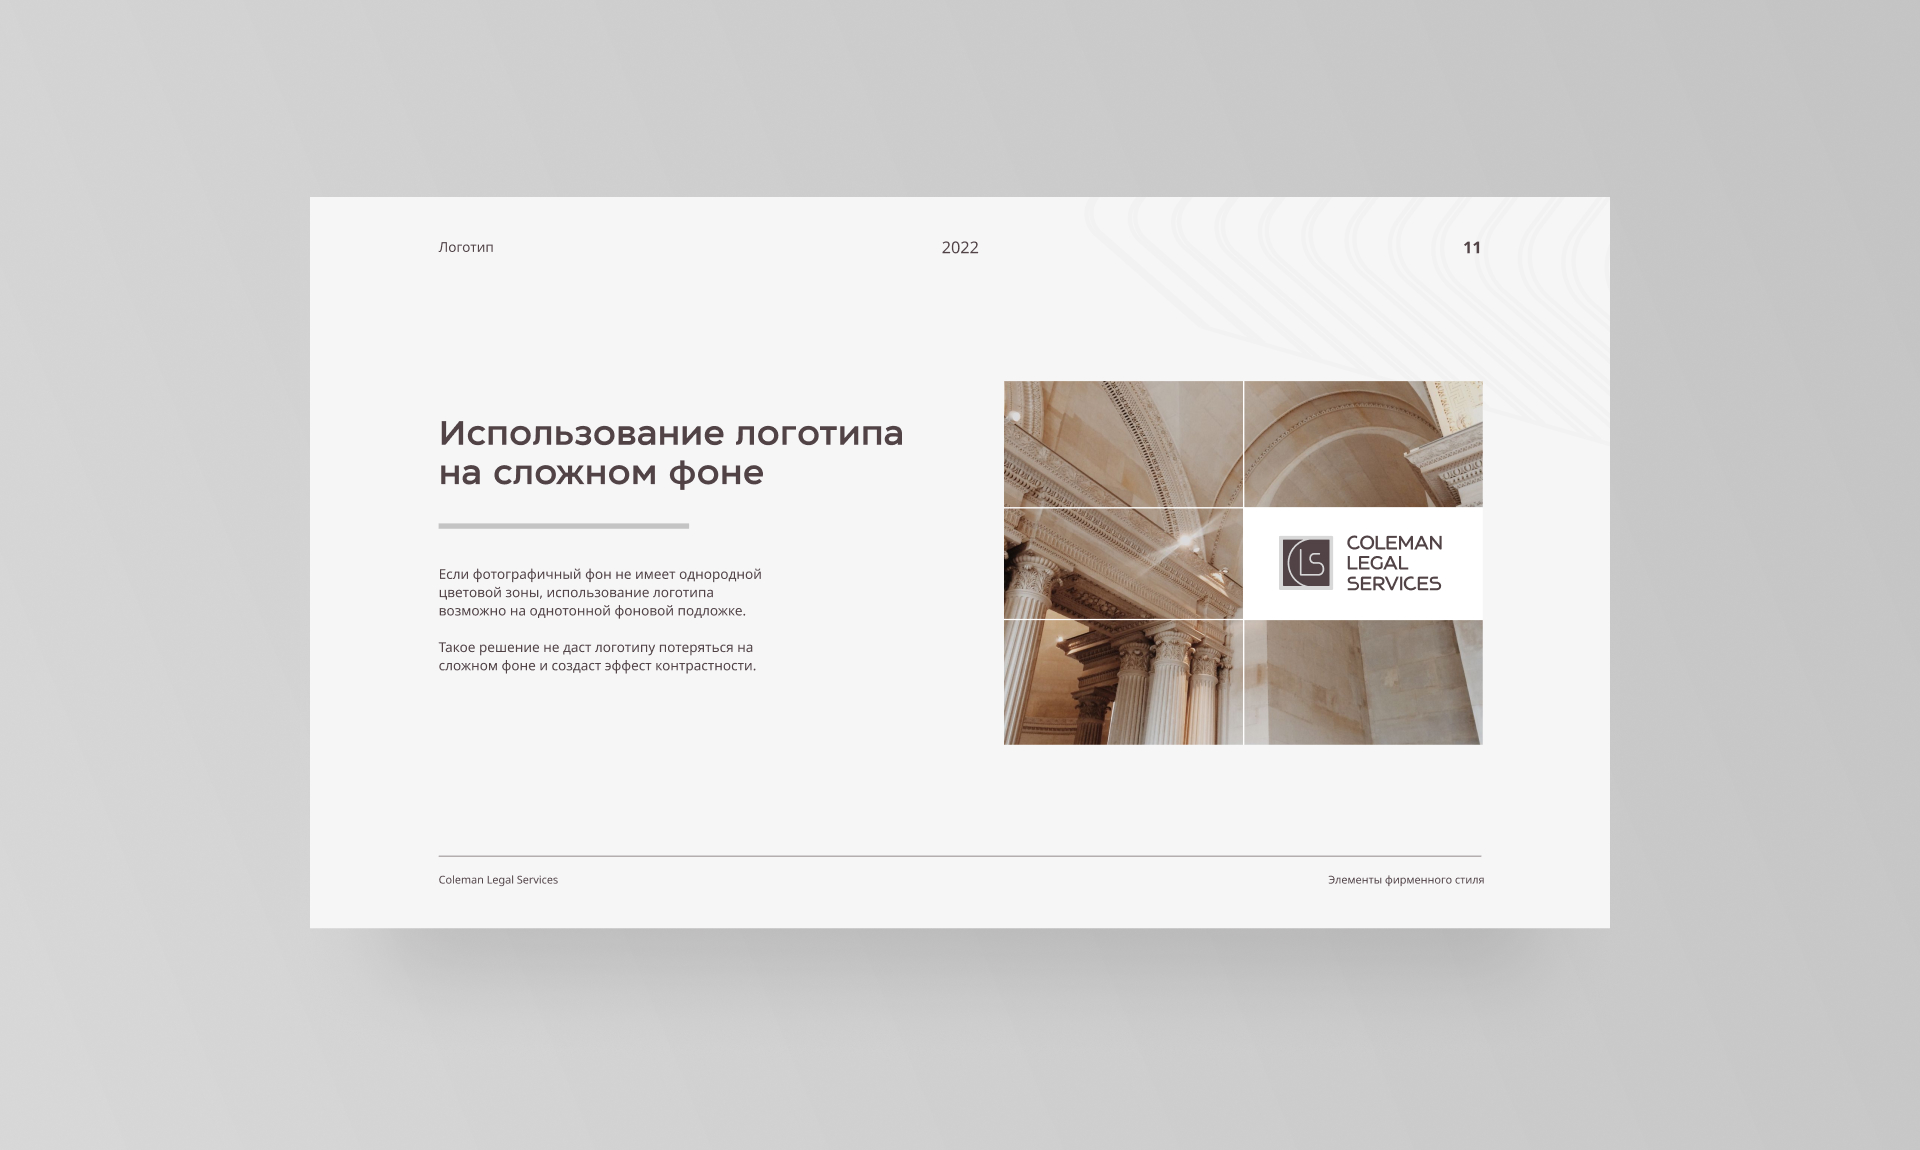 Логотип
2022
11
Использование логотипа
на сложном фоне
Если фотографичный фон не имеет однородной
цветовой зоны, использование логотипа
возможно на однотонной фоновой подложке.
Такое решение не даст логотипу потеряться на
сложном фоне и создаст эффект контрастности.
LS
COLEMAN
LEGAL
SERVICES
Coleman Legal Services
Элементы фирменного стиля